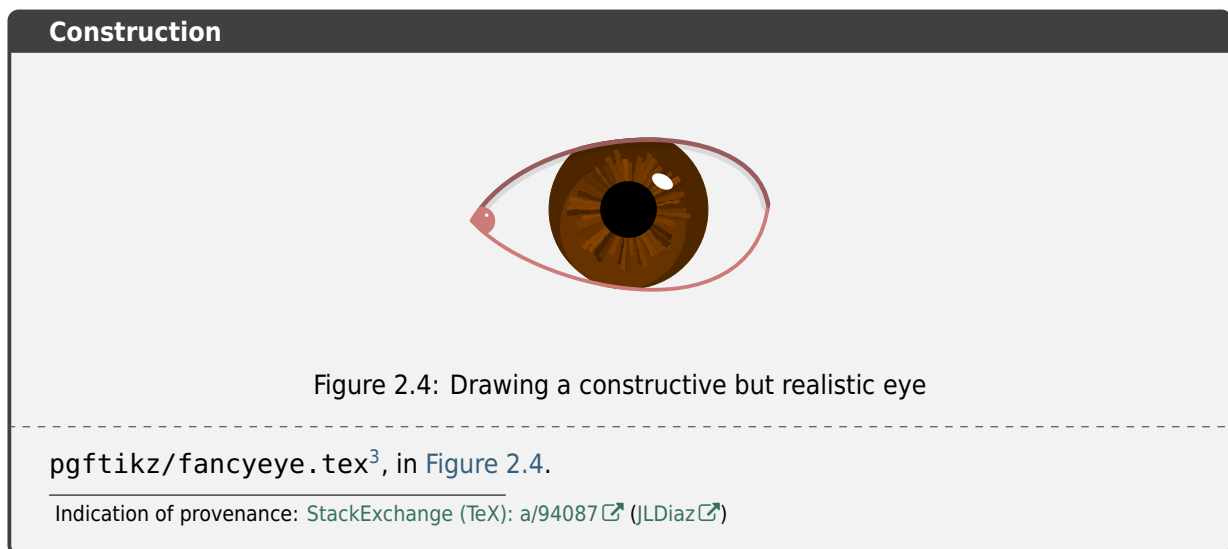 Construction
Figure 2.4: Drawing a constructive but realistic eye
pgftikz/fancyeye.tex3, in Figure 2.4.
Indication of provenance: StackExchange (TeX): a/94087 (JLDiaz)